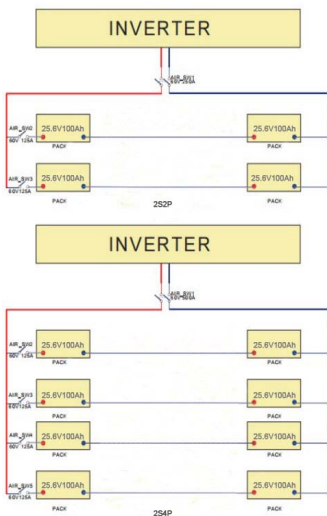 INVERTER
AIR_SW1
AIR_SW2
60V 125A
25.6V100Ah
25.6V100Ah
PACK
PACK
AIR_SW3
60V125A
25.6V100Ah
25.6V100Ah
PACK
PACK
2S2P
INVERTER
AIR_SW1
AIR_SW2
60V 125A
25.6V100Ah
25.6V100Ah
PACK
PACK
AIR_SW3
60V125A
25.6V100Ah
25.6V100Ah
PACK
PACK
AIR_SW4
60V 125A
25.6V100Ah
25.6V100Ah
PACK
PACK
AIR_SW5
60V125A
25.6V100Ah
25.6V100Ah
PACK
PACK
2S4P